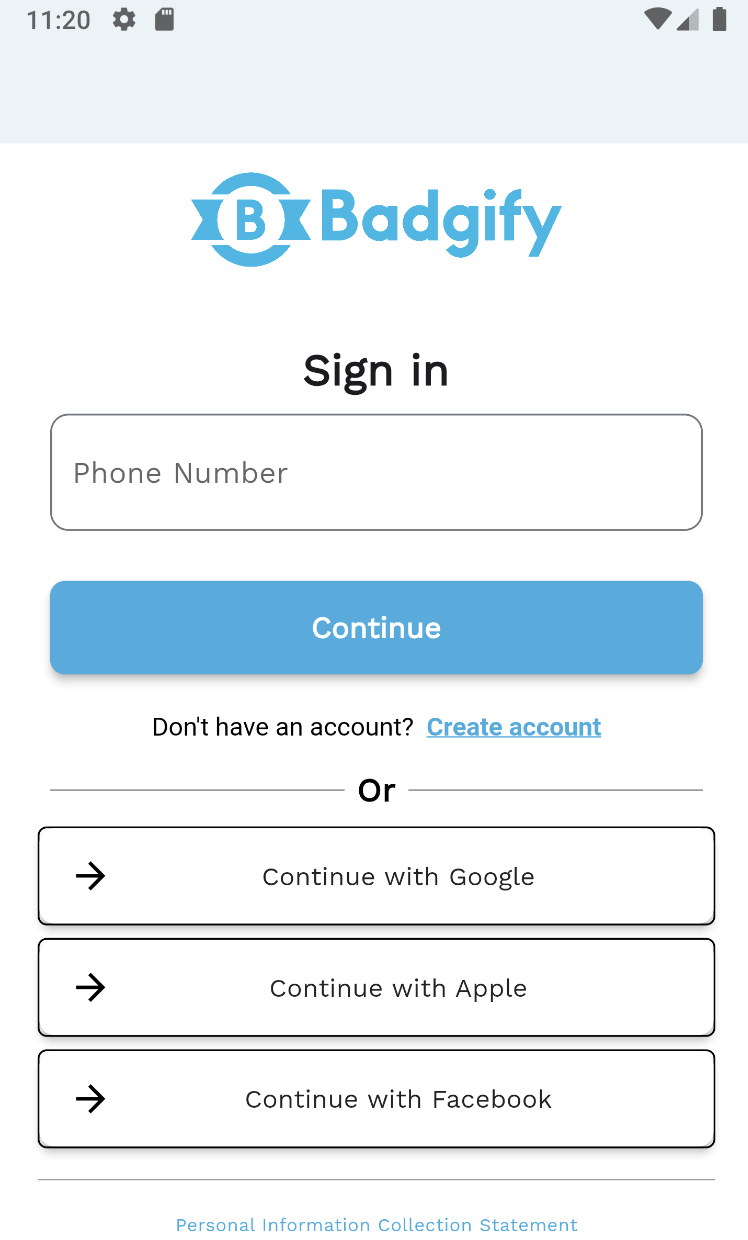 11:20
B Badgify
Sign in
Phone Number
Continue
Don't have an account? Create account
Or
Continue with Google
Continue with Apple
Continue with Facebook
Personal Information Collection Statement